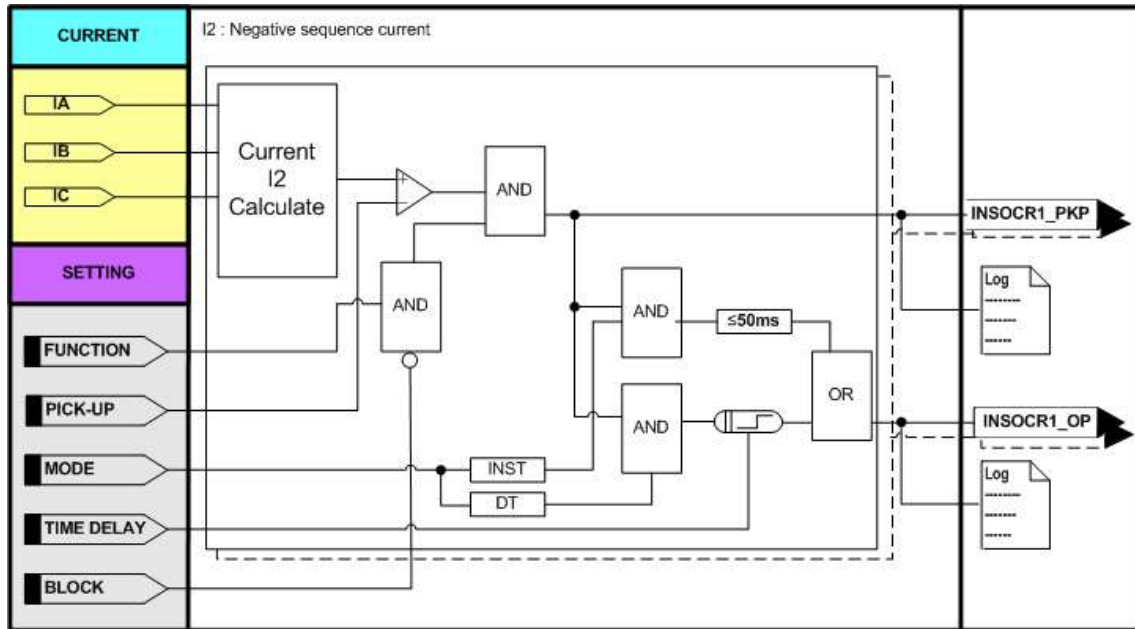 CURRENT
I2 : Negative sequence current
IA
IB
IC
Current
I2
Calculate
+
−
AND
AND
SETTING
FUNCTION
PICK-UP
MODE
TIME DELAY
BLOCK
INST
DT
AND
AND
≤50ms
OR
INSOCR1_PKP
Log
INSOCR1_OP
Log